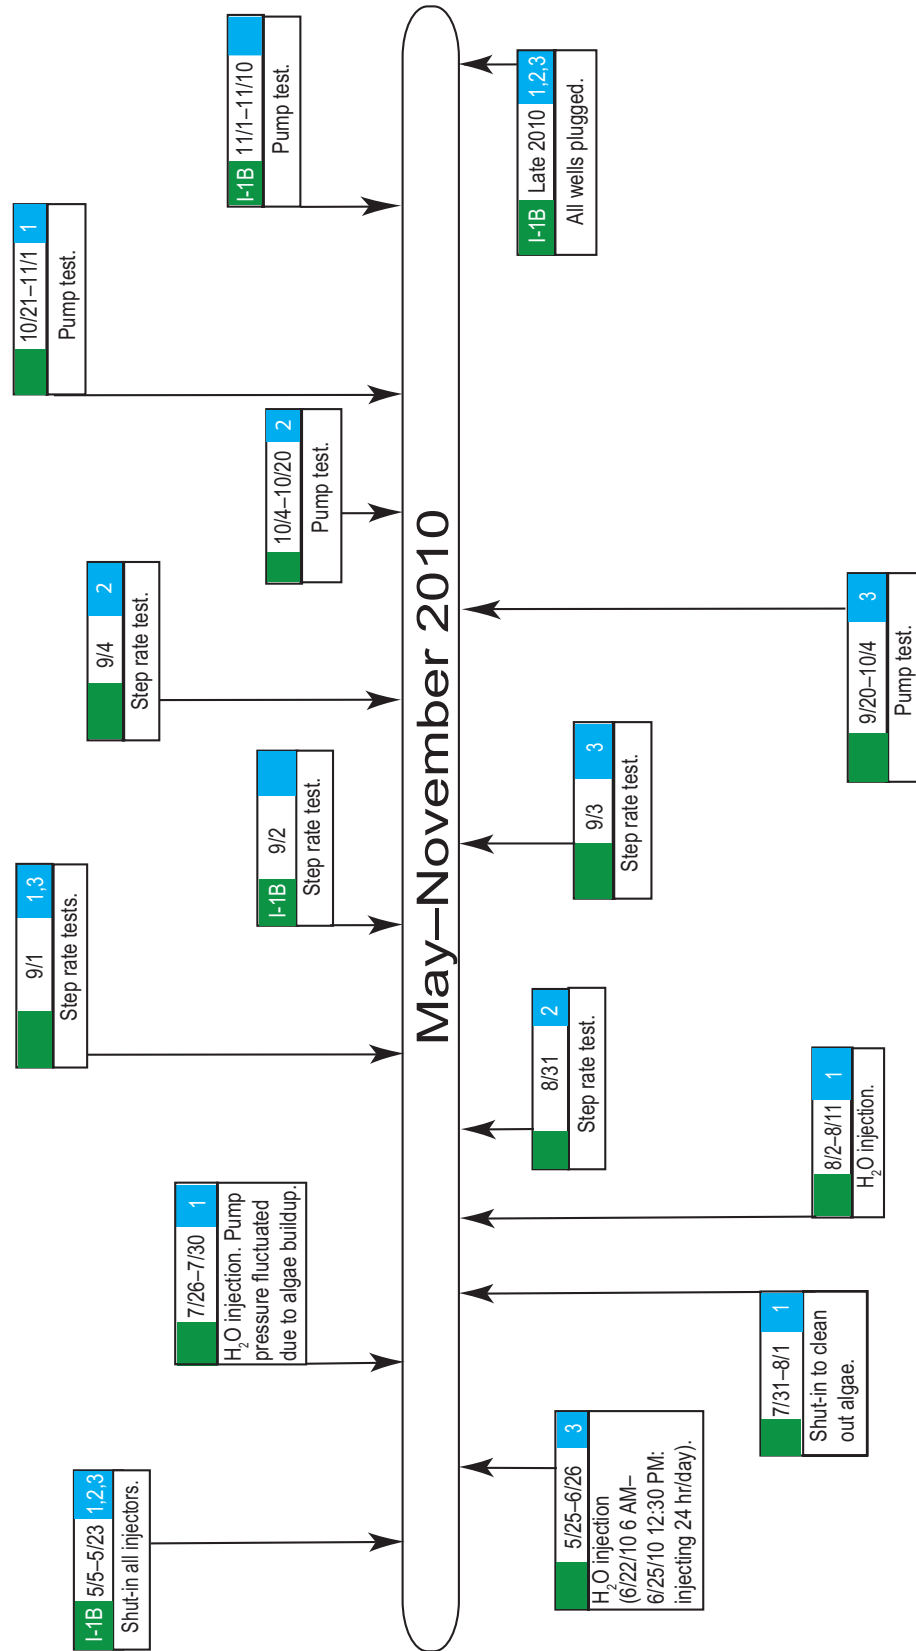 I-1B 5/5–5/23 1,2,3
Shut-in all injectors.
7/26–7/30 1
H₂O injection. Pump
pressure fluctuated
due to algae buildup.
9/1 1,3
Step rate tests.
I-1B 9/2
Step rate test.
9/4 2
Step rate test.
10/4–10/20 2
Pump test.
10/21–11/1 1
Pump test.
I-1B 11/1–11/10
Pump test.
May–November 2010
5/25–6/26 3
H₂O injection
(6/22/10 6 AM–
6/25/10 12:30 PM:
injecting 24 hr/day).
7/31–8/1 1
Shut-in to clean
out algae.
8/2–8/11 1
H₂O injection.
8/31 2
Step rate test.
9/3 3
Step rate test.
9/20–10/4 3
Pump test.
I-1B Late 2010 1,2,3
All wells plugged.